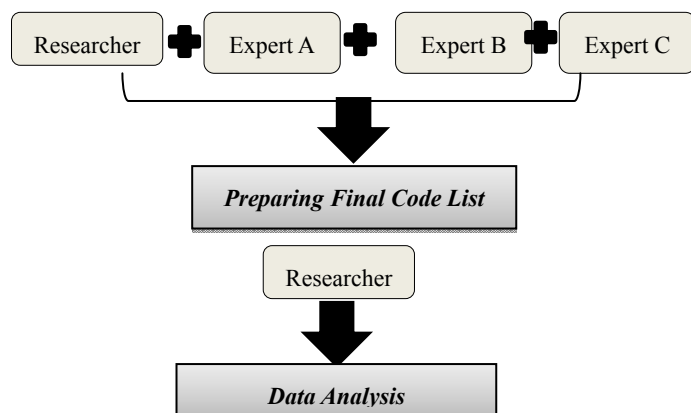 Researcher Expert A Expert B Expert C
Preparing Final Code List
Researcher
Data Analysis